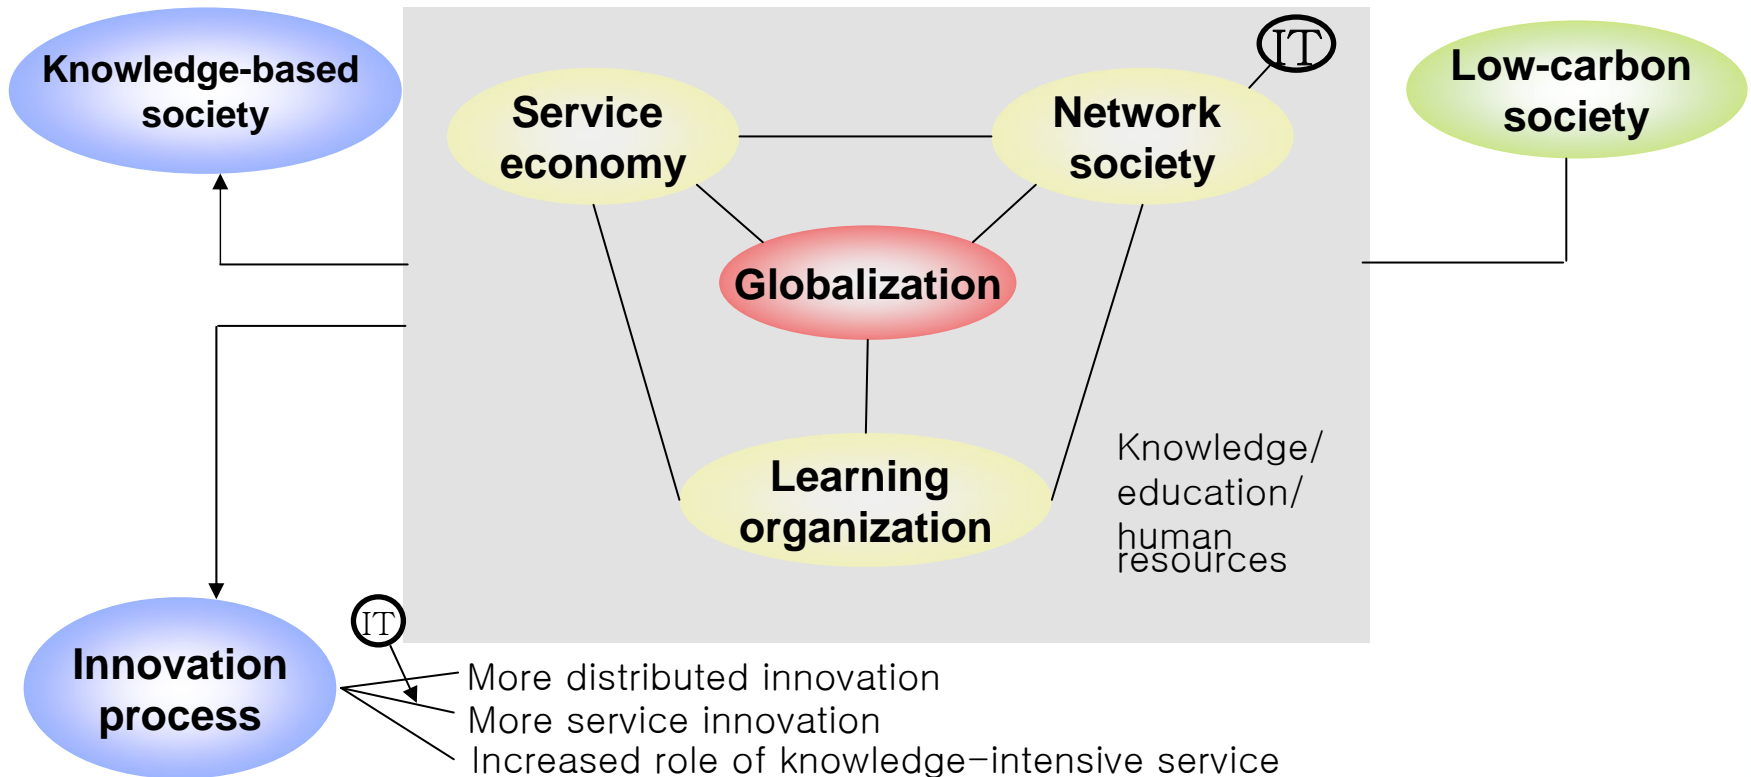 Knowledge-based
society
Service
economy
IT
Network
society
Low-carbon
society
Globalization
Learning
organization
Knowledge/
education/
human
resources
Innovation
process
IT
More distributed innovation
More service innovation
Increased role of knowledge-intensive service